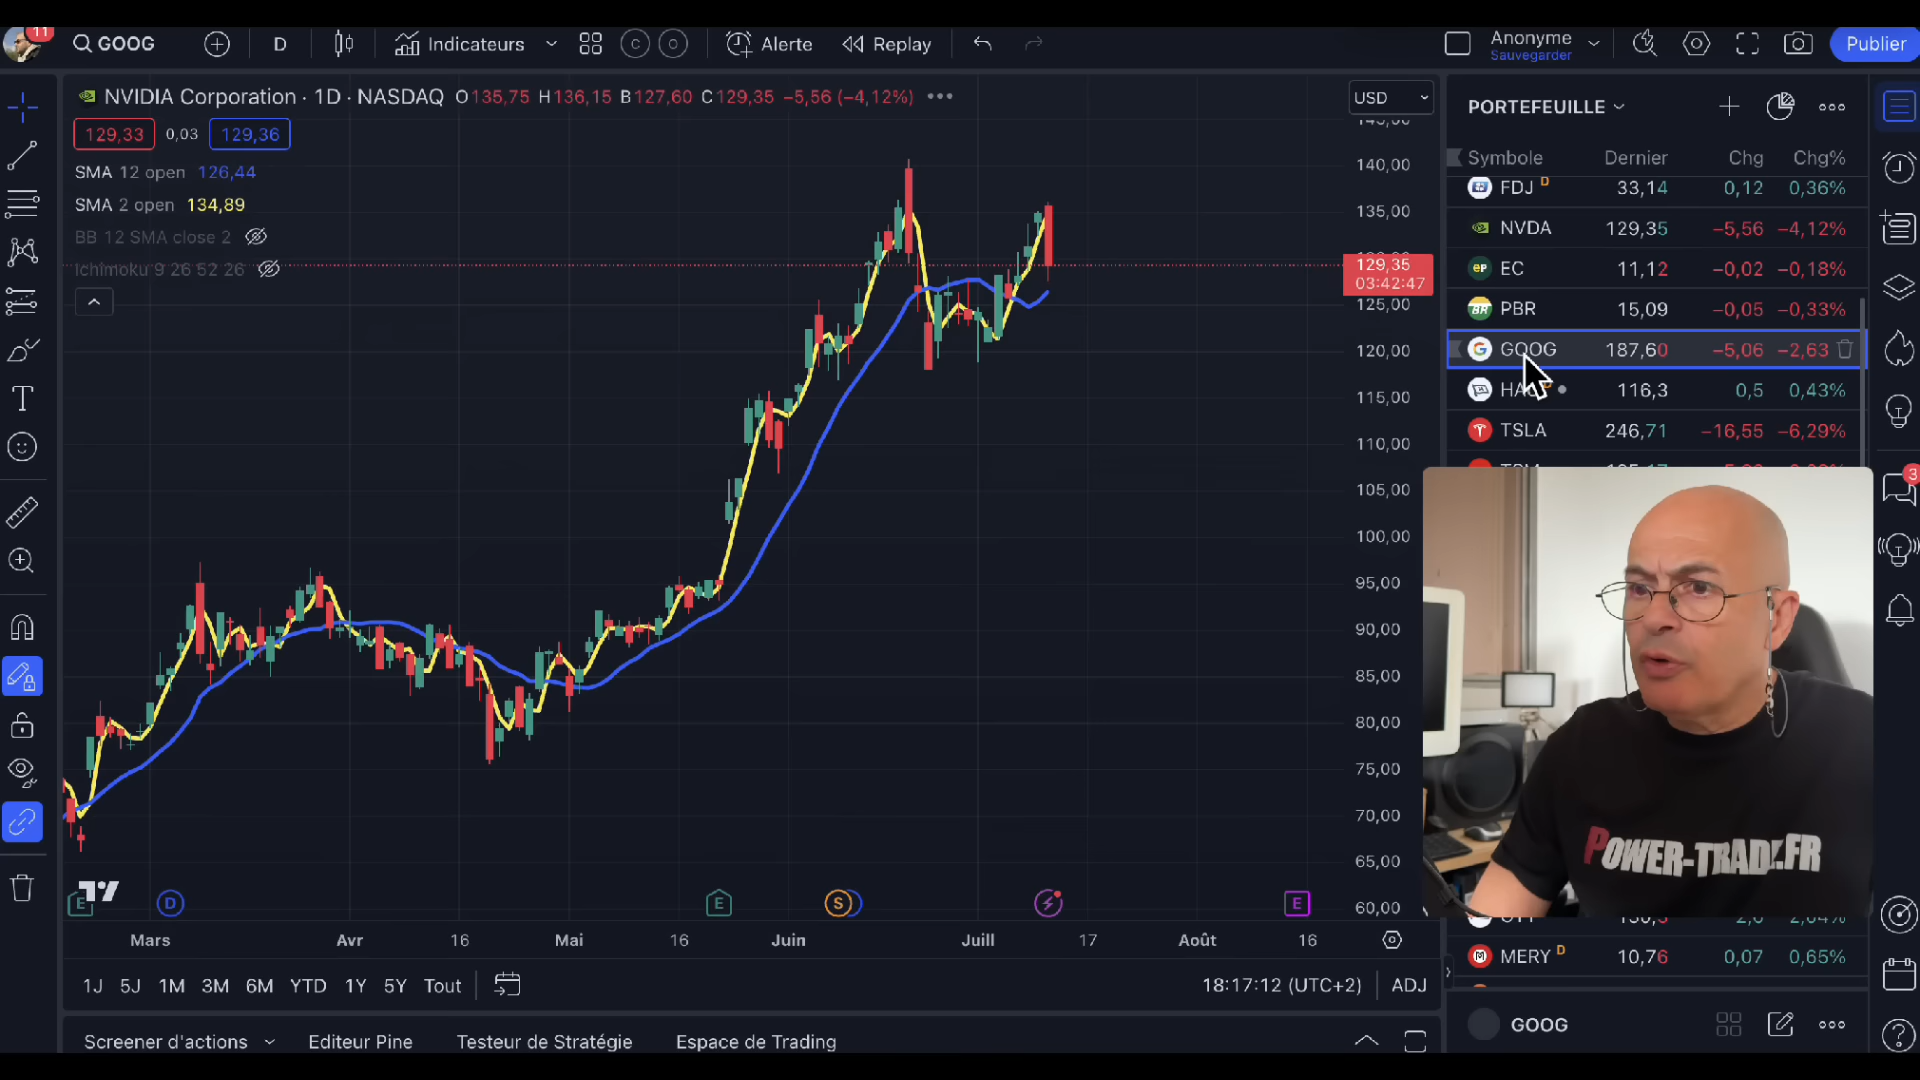 11
GOOG
D
Indicateurs
C
O
Alerte
Replay
Anonyme
Sauvegarder
Publier
NVIDIA Corporation · 1D · NASDAQ O135,75 H136,15 B127,60 C129,35 −5,56 (−4,12%)
129,33 0,03 129,36
SMA 12 open 126,44
SMA 2 open 134,89
BB 12 SMA close 2
Ichimoku 9 26 52 26
USD
140,00
135,00
129,35
03:42:47
125,00
120,00
115,00
110,00
105,00
100,00
95,00
90,00
85,00
80,00
75,00
70,00
65,00
60,00
E D E S E
Mars Avr 16 Mai 16 Juin Juill 17 Août 16
1J 5J 1M 3M 6M YTD 1Y 5Y Tout
18:17:12 (UTC+2) ADJ
Screener d'actions Editeur Pine Testeur de Stratégie Espace de Trading
PORTEFEUILLE
Symbole Dernier Chg Chg%
FDJ D 33,14 0,12 0,36%
NVDA 129,35 −5,56 −4,12%
EC 11,12 −0,02 −0,18%
PBR 15,09 −0,05 −0,33%
GOOG 187,60 −5,06 −2,63
116,3 0,5 0,43%
TSLA 246,71 −16,55 −6,29%
POWER-TRADE.FR
MERY D 10,76 0,07 0,65%
GOOG
3